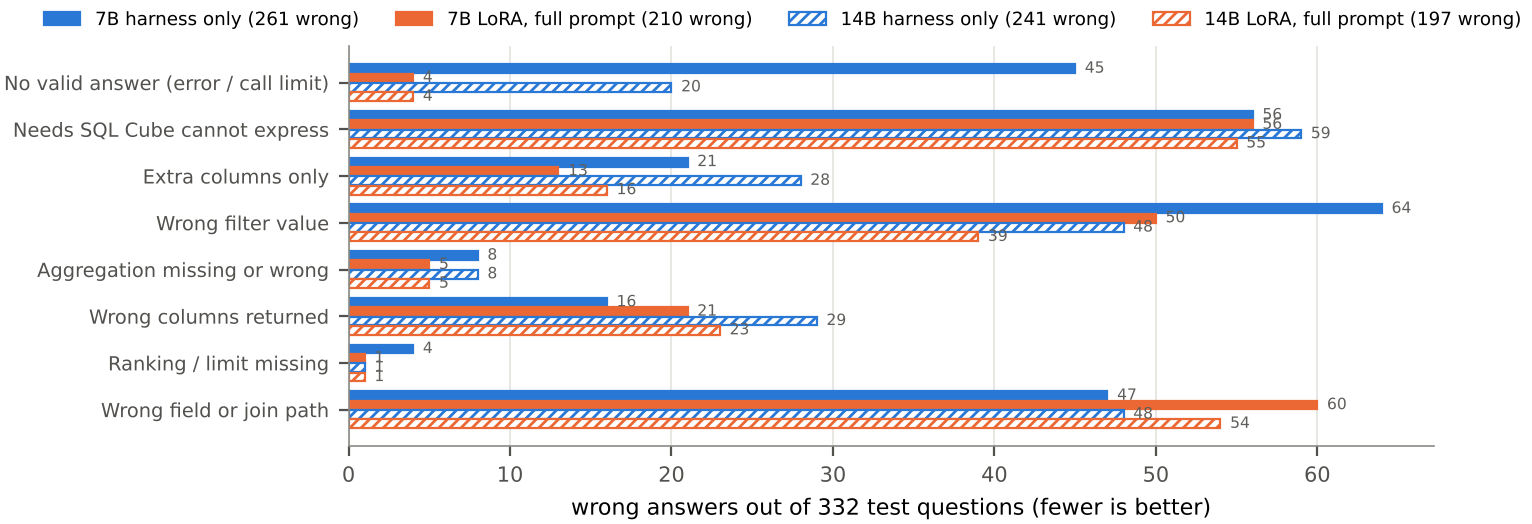 7B harness only (261 wrong) 7B LoRA, full prompt (210 wrong) 14B harness only (241 wrong) 14B LoRA, full prompt (197 wrong)
No valid answer (error / call limit) 45 4 20 4
Needs SQL Cube cannot express 56 56 59 55
Extra columns only 21 13 28 16
Wrong filter value 64 50 48 39
Aggregation missing or wrong 8 5 8 5
Wrong columns returned 16 21 29 23
Ranking / limit missing 4 1 1 1
Wrong field or join path 47 60 48 54
0 10 20 30 40 50 60
wrong answers out of 332 test questions (fewer is better)